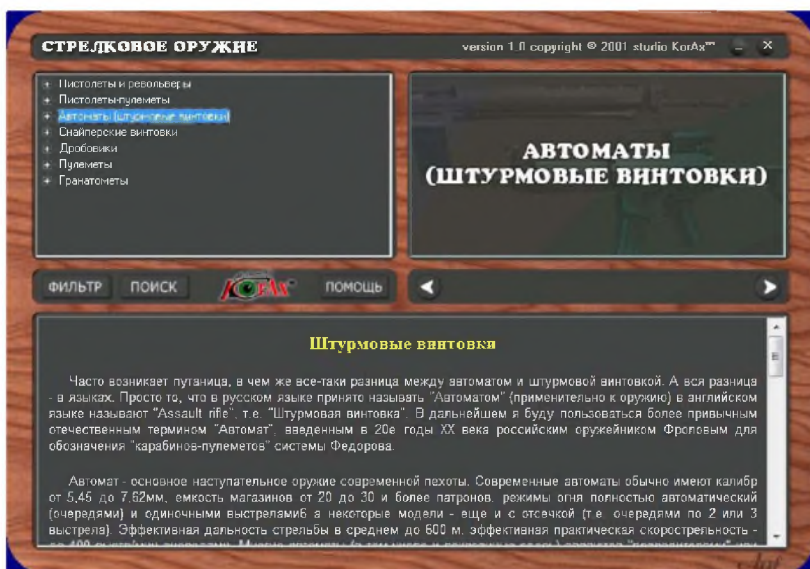 СТРЕЛКОВОЕ ОРУЖИЕ
version 1.0 copyright © 2001 studio KorAx™
Пистолеты и револьверы
Пистолеты-пулеметы
Автоматы (штурмовые винтовки)
Снайперские винтовки
Дробовики
Пулеметы
Гранатометы
АВТОМАТЫ
(ШТУРМОВЫЕ ВИНТОВКИ)
ФИЛЬТР ПОИСК KorAx ПОМОЩЬ
Штурмовые винтовки
Часто возникает путаница, в чем же все-таки разница между автоматом и штурмовой винтовкой. А вся разница
- в языках. Просто то, что в русском языке принято называть "Автоматом" (применительно к оружию) в английском
языке называют "Assault rifle", т.е. "Штурмовая винтовка". В дальнейшем я буду пользоваться более привычным
отечественным термином "Автомат", введенным в 20е годы XX века российским оружейником Фроловым для
обозначения "карабинов-пулеметов" системы Федорова.
Автомат - основное наступательное оружие современной пехоты. Современные автоматы обычно имеют калибр
от 5,45 до 7,62мм, емкость магазинов от 20 до 30 и более патронов, режимы огня полностью автоматический
(очередями) и одиночными выстрелами6 а некоторые модели - еще и с отсечкой (т.е. очередями по 2 или 3
выстрела). Эффективная дальность стрельбы в среднем до 600 м. эффективная практическая скорострельность -